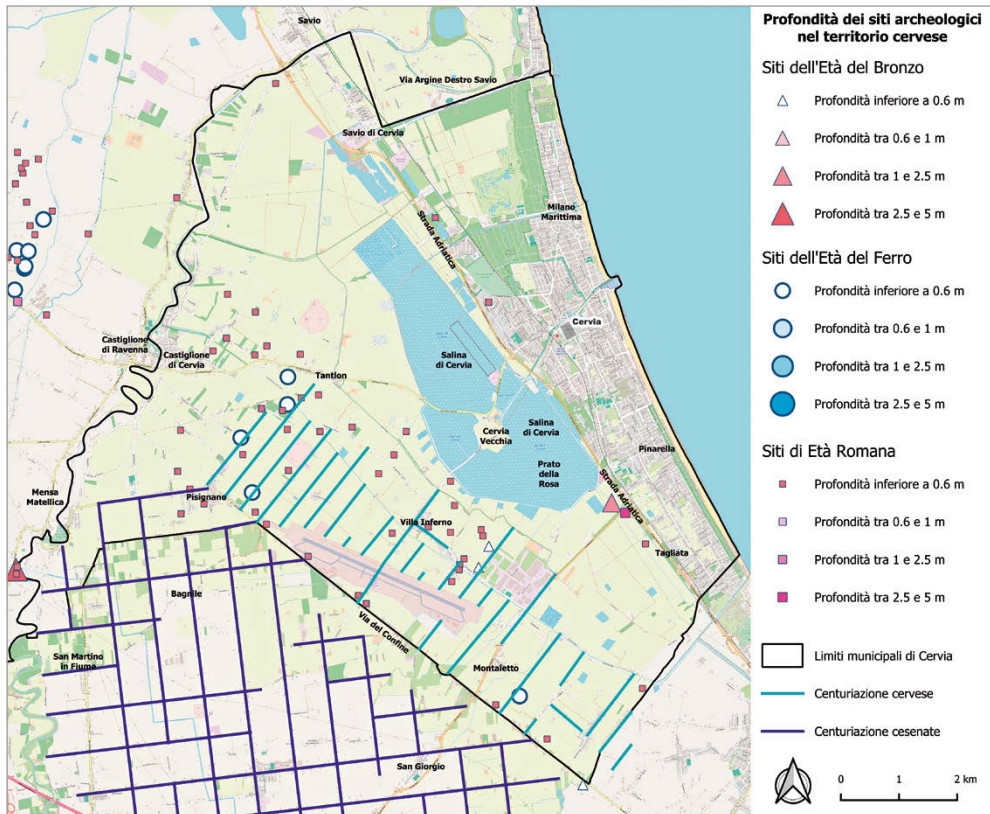 Profondità dei siti archeologici
nel territorio cervese
Siti dell'Età del Bronzo
Profondità inferiore a 0.6 m
Profondità tra 0.6 e 1 m
Profondità tra 1 e 2.5 m
Profondità tra 2.5 e 5 m
Siti dell'Età del Ferro
Profondità inferiore a 0.6 m
Profondità tra 0.6 e 1 m
Profondità tra 1 e 2.5 m
Profondità tra 2.5 e 5 m
Siti di Età Romana
Profondità inferiore a 0.6 m
Profondità tra 0.6 e 1 m
Profondità tra 1 e 2.5 m
Profondità tra 2.5 e 5 m
Limiti municipali di Cervia
Centuriazione cervese
Centuriazione cesenate
0 1 2 km
Savio
Via Argine Destro Savio
Savio di Cervia
Milano
Marittima
Strada Adriatica
Cervia
Castiglione
di Ravenna
Castiglione
di Cervia
Salina
di Cervia
Tantlon
Cervia
Vecchia
Salina
di Cervia
Prato
della
Rosa
Pinarella
Strada Adriatica
Mensa
Matellica
Pisignano
Villa Inferno
Tagliata
Bagnile
Via del Confine
San Martino
in Fiume
Montaletto
San Giorgio